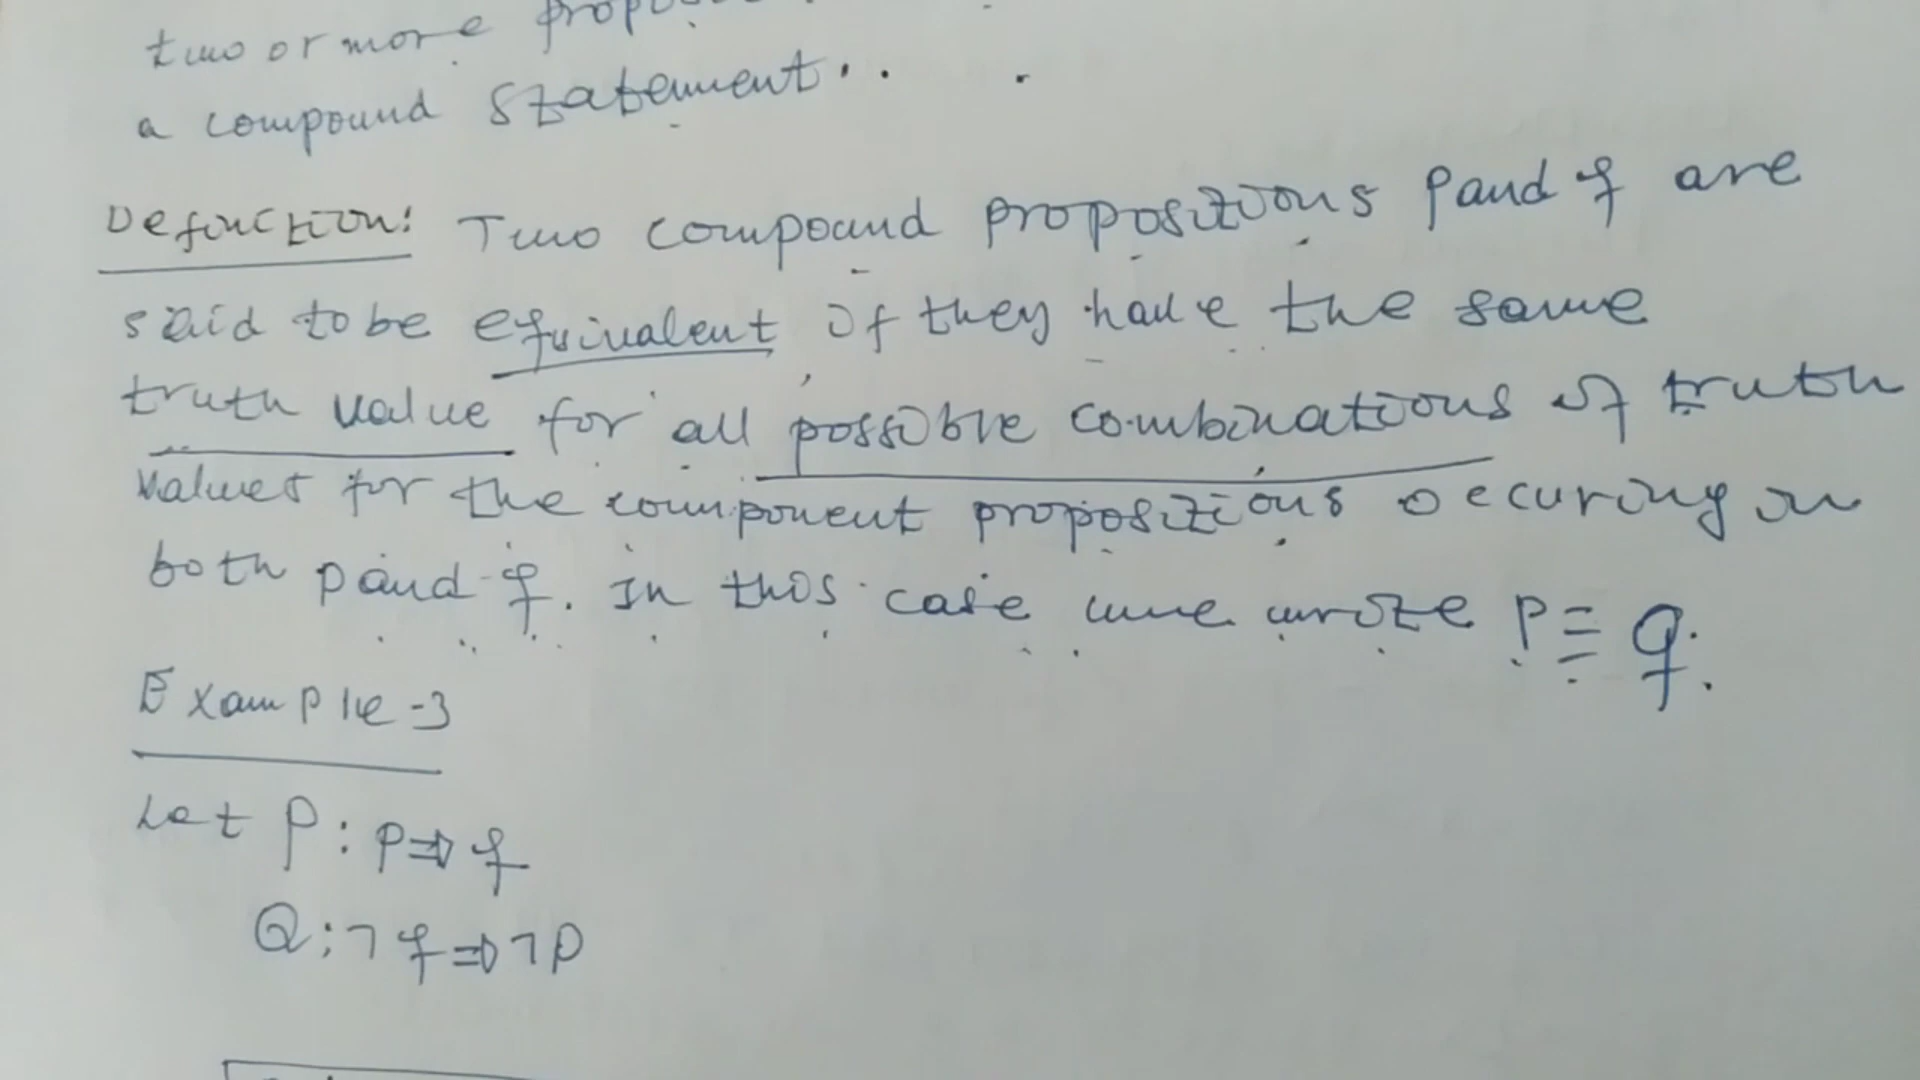 two or more
a compound statement..
Definition: Two compound propositions p and q are
said to be equivalent if they have the same
truth value for all possible combinations of truth
values for the component propositions occuring in
both p and q. In this case we write p ≡ q.
Example-3
Let P: p⇒q
Q: ¬q⇒¬p